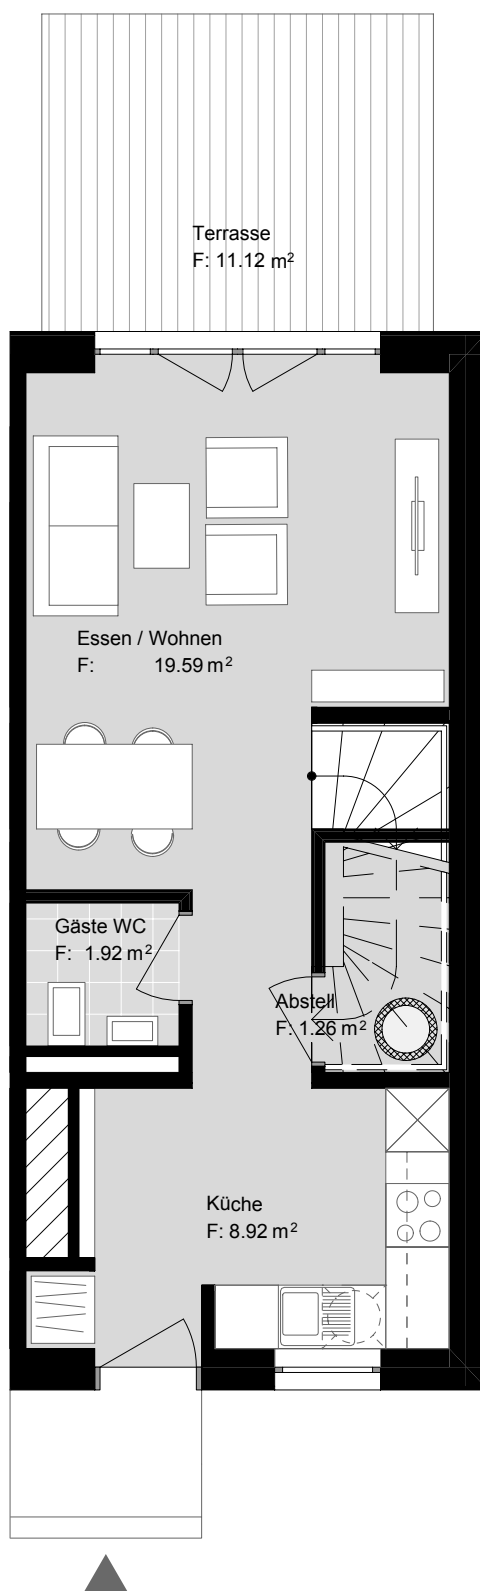 Terrasse
F: 11.12 m²
Essen / Wohnen
F: 19.59 m²
Gäste WC
F: 1.92 m²
Abstell
F: 1.26 m²
Küche
F: 8.92 m²